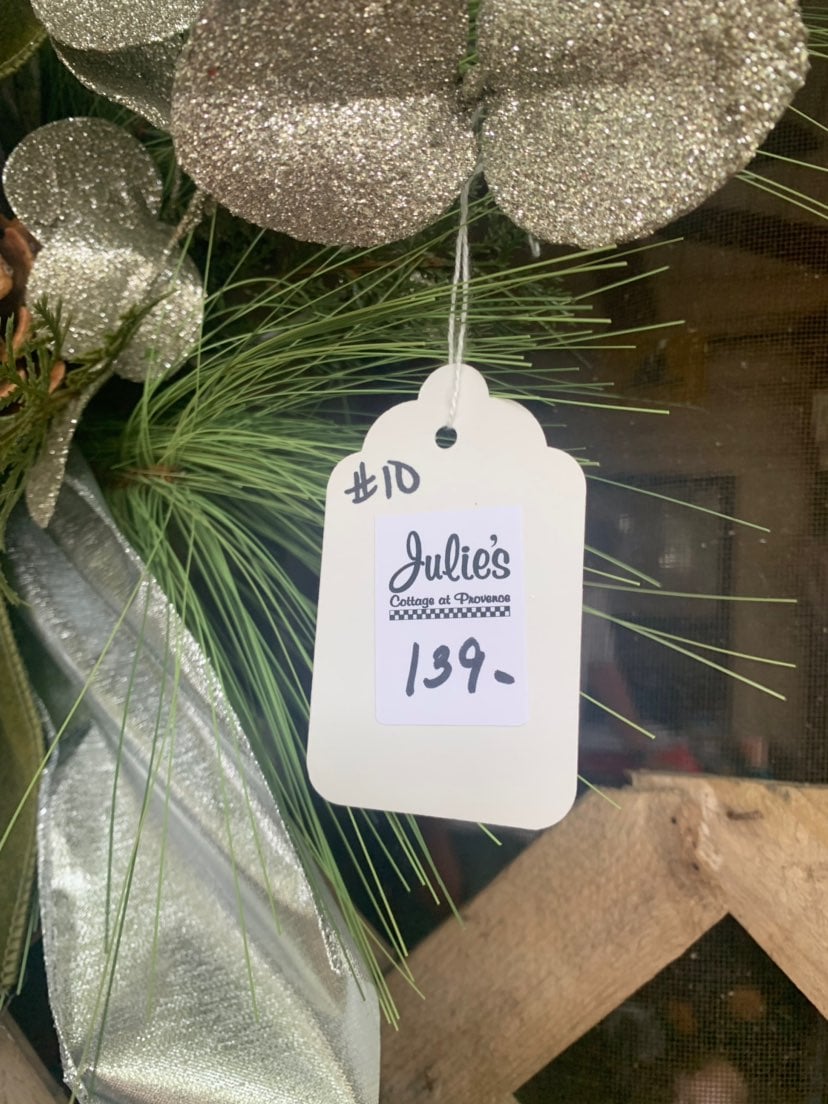 #10
Julie's
Cottage at Provence
139.